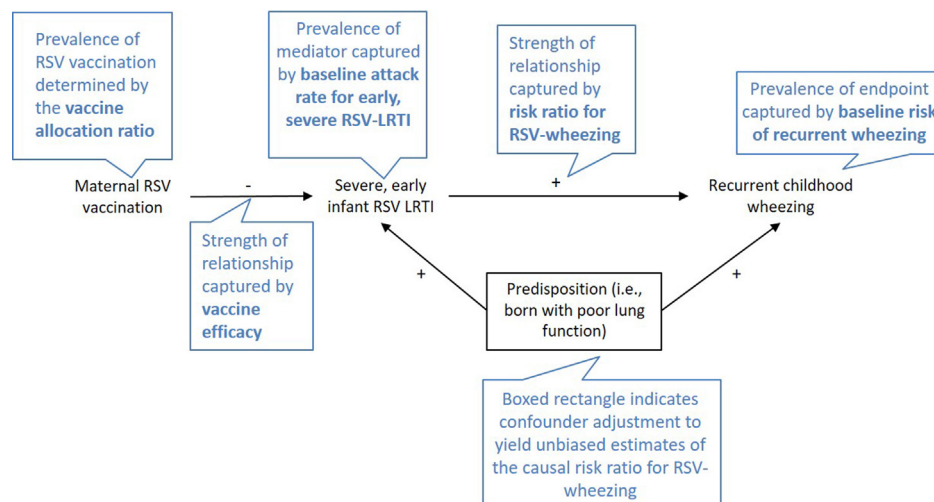 Prevalence of
RSV vaccination
determined by
the vaccine
allocation ratio
Prevalence of
mediator captured
by baseline attack
rate for early,
severe RSV-LRTI
Strength of
relationship
captured by
risk ratio for
RSV-wheezing
Prevalence of endpoint
captured by baseline risk
of recurrent wheezing
Maternal RSV
vaccination
-
Severe, early
infant RSV LRTI
+
Recurrent childhood
wheezing
Strength of
relationship
captured by
vaccine
efficacy
+
Predisposition (i.e.,
born with poor lung
function)
+
Boxed rectangle indicates
confounder adjustment to
yield unbiased estimates of
the causal risk ratio for RSV-
wheezing